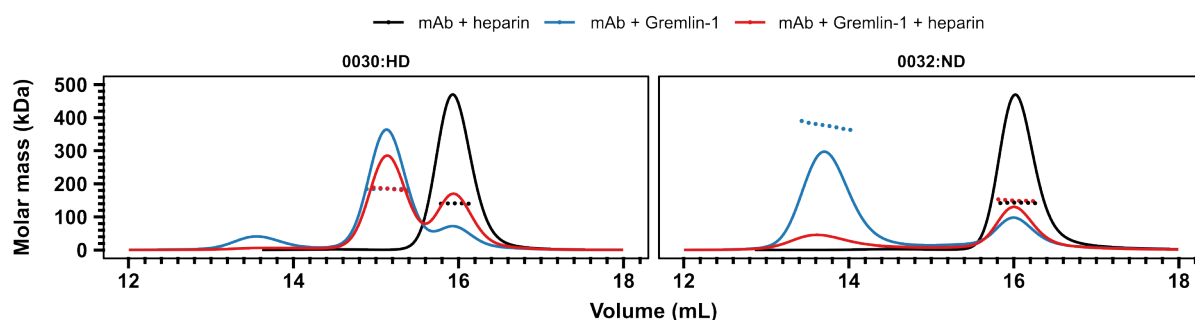 mAb + heparin mAb + Gremlin-1 mAb + Gremlin-1 + heparin
0030:HD 0032:ND
Molar mass (kDa)
500
400
300
200
100
0
12 14 16 18 12 14 16 18
Volume (mL)